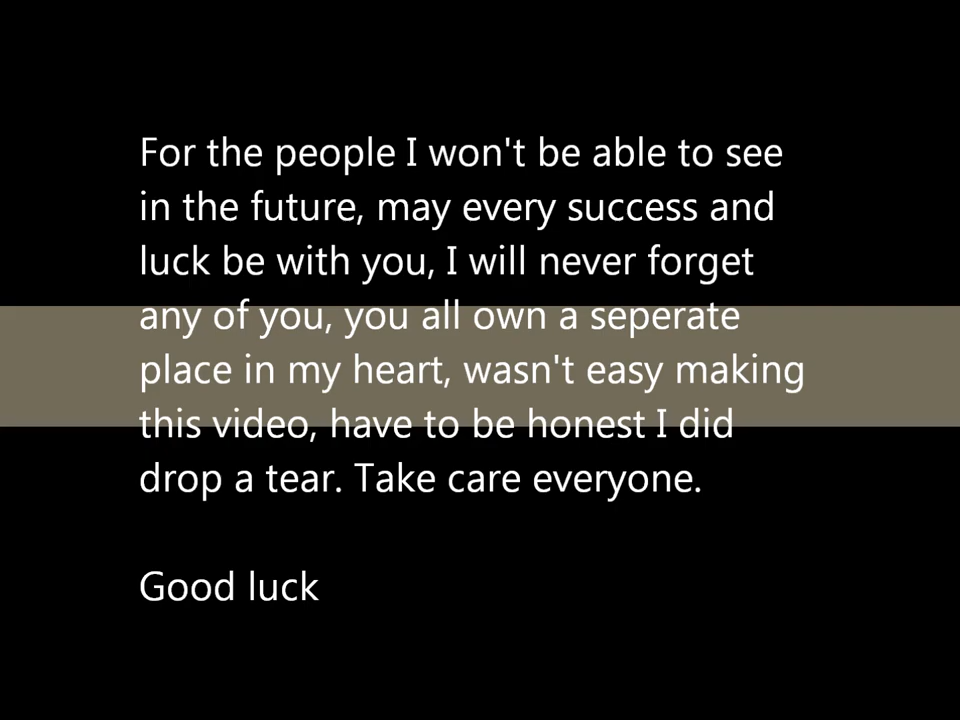 For the people I won't be able to see
in the future, may every success and
luck be with you, I will never forget
any of you, you all own a seperate
place in my heart, wasn't easy making
this video, have to be honest I did
drop a tear. Take care everyone.
Good luck